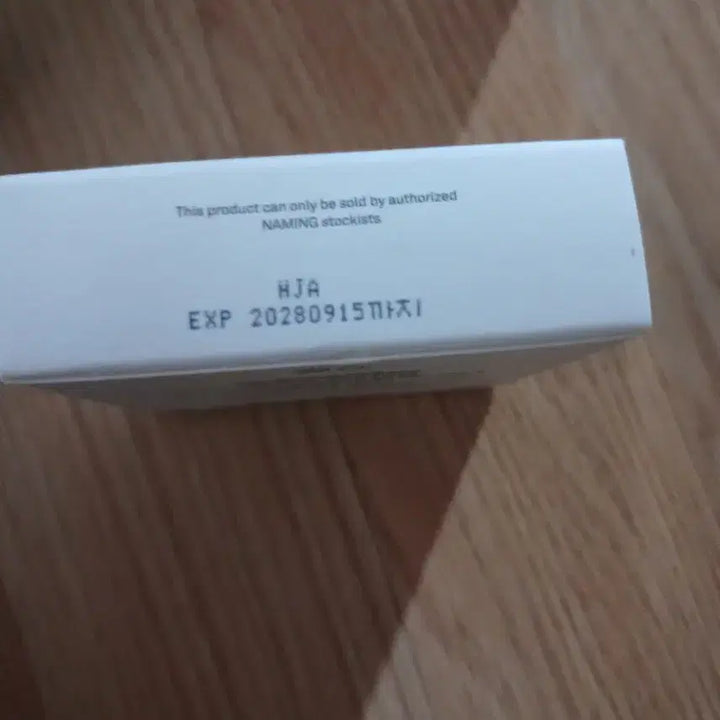 This product can only be sold by authorized
NAMING stockists
HJA
EXP 20280915까지